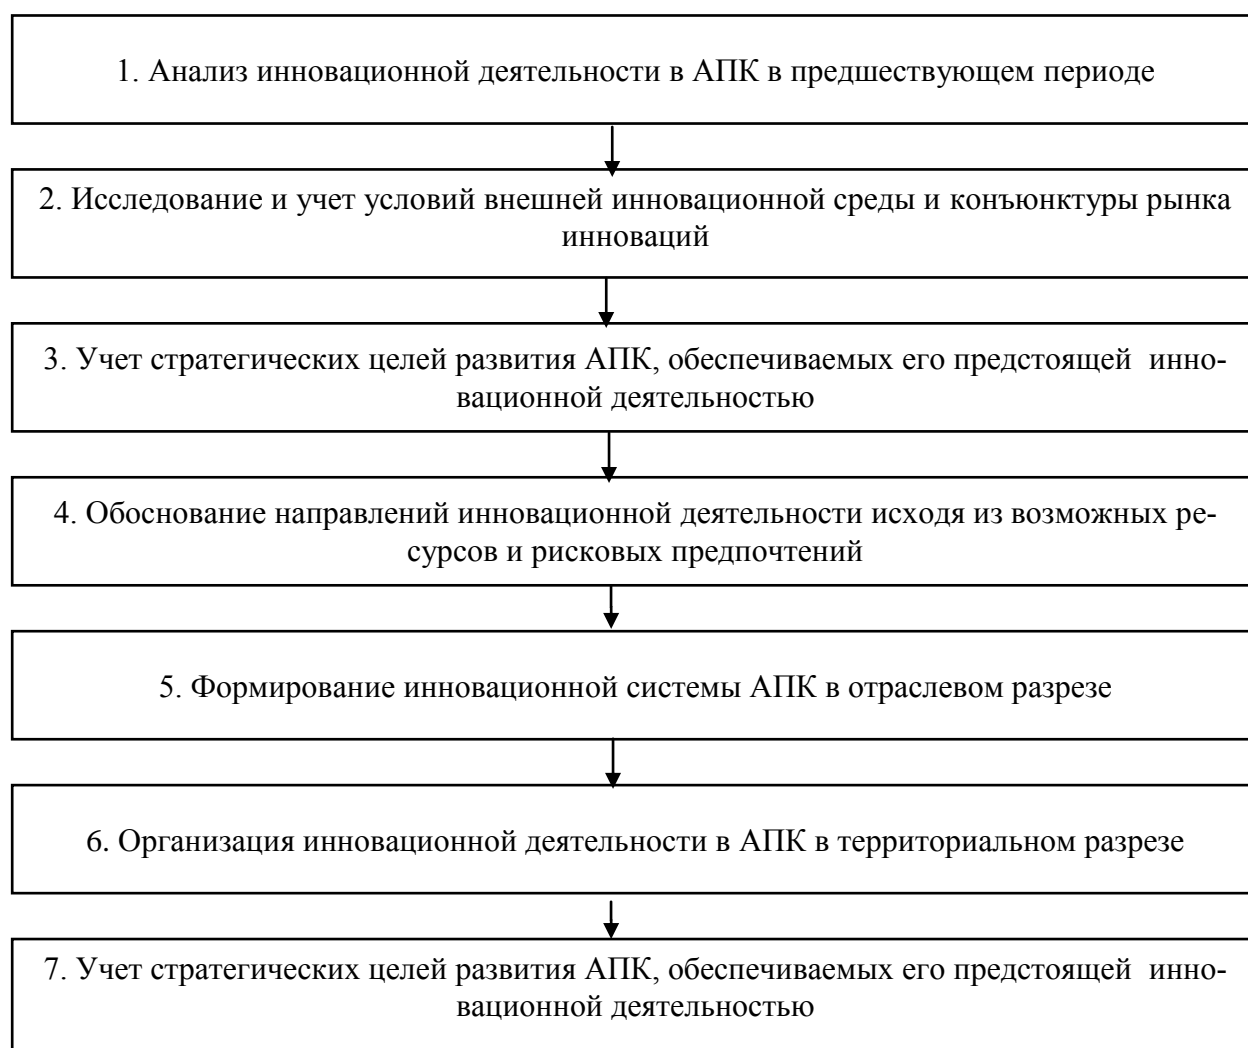 1. Анализ инновационной деятельности в АПК в предшествующем периоде
2. Исследование и учет условий внешней инновационной среды и конъюнктуры рынка
инноваций
3. Учет стратегических целей развития АПК, обеспечиваемых его предстоящей инно-
вационной деятельностью
4. Обоснование направлений инновационной деятельности исходя из возможных ре-
сурсов и рисковых предпочтений
5. Формирование инновационной системы АПК в отраслевом разрезе
6. Организация инновационной деятельности в АПК в территориальном разрезе
7. Учет стратегических целей развития АПК, обеспечиваемых его предстоящей инно-
вационной деятельностью